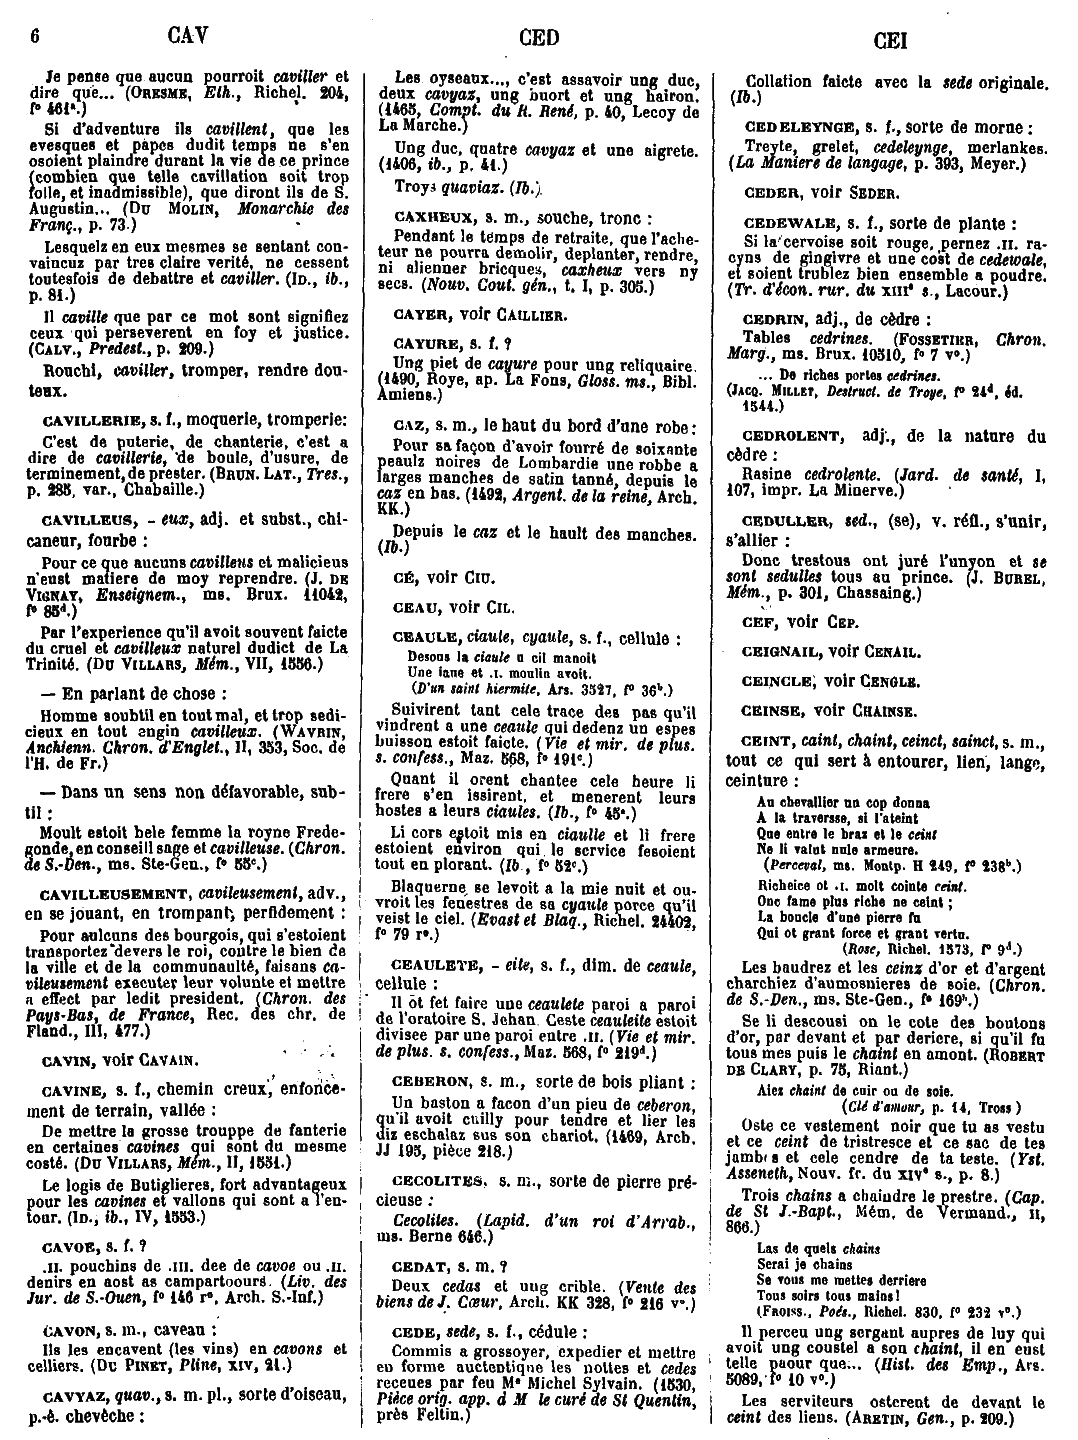 6
CAV
CED
CEI
Je pense que aucun pourroit caviller et
dire que... (ORESME, Eth., Richel. 204,
f° 461ª.)
Si d'adventure ils cavillent, que les
evesques et papes dudit temps ne s'en
osoient plaindre durant la vie de ce prince
(combien que telle cavillation soit trop
folle, et inadmissible), que diront ils de S.
Augustin... (DU MOLIN, Monarchie des
Franç., p. 73.)
Lesquelz en eux mesmes se sentant con-
vaincuz par tres claire verité, ne cessent
toutesfois de debattre et caviller. (ID., ib.,
p. 81.)
Il caville que par ce mot sont signifiez
ceux qui perseverent en foy et justice.
(CALV., Predest., p. 209.)
Rouchi, caviller, tromper, rendre dou-
teux.
CAVILLERIE, s. f., moquerie, tromperie:
C'est de puterie, de chanterie, c'est a
dire de cavillerie, de boule, d'usure, de
terminement, de prester. (BRUN. LAT., Tres.,
p. 285, var., Chabaille.)
CAVILLEUS, - eux, adj. et subst., chi-
caneur, fourbe :
Pour ce que aucuns cavilleus et malicieus
n'eust matiere de moy reprendre. (J. DE
VIGNAY, Enseignem., ms. Brux. 11042,
f° 85ᵈ.)
Par l'experience qu'il avoit souvent faicte
du cruel et cavilleux naturel dudict de La
Trinité. (DU VILLARS, Mém., VII, 1556.)
— En parlant de chose :
Homme soubtil en tout mal, et trop sedi-
cieux en tout engin cavilleux. (WAVRIN,
Anchienn. Chron. d'Englet., II, 353, Soc. de
l'H. de Fr.)
— Dans un sens non défavorable, sub-
til :
Moult estoit bele femme la royne Frede-
gonde, en conseill sage et cavilleuse. (Chron.
de S.-Den., ms. Ste-Gen., f° 55ᶜ.)
CAVILLEUSEMENT, cavileusement, adv.,
en se jouant, en trompant, perfidement :
Pour aulcuns des bourgois, qui s'estoient
transportez devers le roi, contre le bien de
la ville et de la communaulté, faisans ca-
vileusement executer leur volunte et mettre
a effect par ledit president. (Chron. des
Pays-Bas, de France, Rec. des chr. de
Fland., III, 477.)
CAVIN, voir CAVAIN.
CAVINE, s. f., chemin creux, enfonce-
ment de terrain, vallée :
De mettre la grosse trouppe de fanterie
en certaines cavines qui sont du mesme
costé. (DU VILLARS, Mém., II, 1551.)
Le logis de Butiglieres, fort advantageux
pour les cavines et vallons qui sont a l'en-
tour. (ID., ib., IV, 1553.)
CAVOE, s. f. ?
.II. pouchins de .III. dee de cavoe ou .II.
denirs en aost as campartoours. (Liv. des
Jur. de S.-Ouen, f° 146 r°, Arch. S.-Inf.)
CAVON, s. m., caveau :
Ils les encavent (les vins) en cavons et
celliers. (DU PINET, Pline, XIV, 21.)
CAVYAZ, quav., s. m. pl., sorte d'oiseau,
p.-ê. chevêche :
Les oyseaux..., c'est assavoir ung duc,
deux cavyaz, ung buort et ung hairon.
(1465, Compt. du R. René, p. 40, Lecoy de
La Marche.)
Ung duc, quatre cavyaz et une aigrete.
(1406, ib., p. 41.)
Troys quaviaz. (Ib.)
CAXHEUX, s. m., souche, tronc :
Pendant le temps de retraite, que l'ache-
teur ne pourra demolir, deplanter, rendre,
ni alienner bricques, caxheux vers ny
secs. (Nouv. Cout. gén., t. I, p. 305.)
CAYER, voir CAILLIER.
CAYURE, s. f. ?
Ung piet de cayure pour ung reliquaire.
(1490, Roye, ap. La Fons, Gloss. ms., Bibl.
Amiens.)
CAZ, s. m., le haut du bord d'une robe :
Pour sa façon d'avoir fourré de soixante
peaulz noires de Lombardie une robbe a
larges manches de satin tanné, depuis le
caz en bas. (1492, Argent. de la reine, Arch.
KK.)
Depuis le caz et le hault des manches.
(Ib.)
CÉ, voir CIU.
CEAU, voir CIL.
CEAULE, ciaule, cyaule, s. f., cellule :
Desous la ciaule u cil manoit
Une iane et .I. moulin avoit.
(D'un saint hiermite, Ars. 3527, f° 36ᵇ.)
Suivirent tant cele trace des pas qu'il
vindrent a une ceaule qui dedenz un espes
buisson estoit faicte. (Vie et mir. de plus.
s. confess., Maz. 568, f° 191ᶜ.)
Quant il orent chantee cele heure li
frere s'en issirent, et menerent leurs
hostes a leurs ciaules. (Ib., f° 45ª.)
Li cors estoit mis en ciaulle et li frere
estoient environ qui le service fesoient
tout en plorant. (Ib., f° 52ᶜ.)
Blaquerne se levoit a la mie nuit et ou-
vroit les fenestres de sa cyaule porce qu'il
veist le ciel. (Evast et Blaq., Richel. 24402,
f° 79 r°.)
CEAULETE, - eite, s. f., dim. de ceaule,
cellule :
Il ot fet faire une ceaulete paroi a paroi
de l'oratoire S. Jehan. Ceste ceauleite estoit
divisee par une paroi entre .II. (Vie et mir.
de plus. s. confess., Maz. 568, f° 219ᵈ.)
CEBERON, s. m., sorte de bois pliant :
Un baston a facon d'un pieu de ceberon,
qu'il avoit cuilly pour tendre et lier les
diz eschalaz sus son chariot. (1469, Arch.
JJ 195, pièce 218.)
CECOLITES, s. m., sorte de pierre pré-
cieuse :
Cecolites. (Lapid. d'un roi d'Arrab.,
ms. Berne 646.)
CEDAT, s. m. ?
Deux cedas et ung crible. (Vente des
biens de J. Cœur, Arch. KK 328, f° 216 v°.)
CEDE, sede, s. f., cédule :
Commis a grossoyer, expedier et mettre
en forme auctentique les nottes et cedes
receues par feu Mᵉ Michel Sylvain. (1530,
Pièce orig. app. à M le curé de St Quentin,
près Feltin.)
Collation faicte avec la sede originale.
(Ib.)
CEDELEYNGE, s. f., sorte de morue :
Treyte, grelet, cedeleynge, merlankes.
(La Maniere de langage, p. 393, Meyer.)
CEDER, voir SEDER.
CEDEWALE, s. f., sorte de plante :
Si la cervoise soit rouge, pernez .II. ra-
cyns de gingivre et une cost de cedewale,
et soient trublez bien ensemble a poudre.
(Tr. d'écon. rur. du XIIIᵉ s., Lacour.)
CEDRIN, adj., de cèdre :
Tables cedrines. (FOSSETIER, Chron.
Marg., ms. Brux. 10510, f° 7 v°.)
... De riches portes cedrines.
(JACQ. MILLET, Destruct. de Troye, f° 24ᵈ, éd.
1544.)
CEDROLENT, adj., de la nature du
cèdre :
Rasine cedrolente. (Jard. de santé, I,
107, impr. La Minerve.)
CEDULLER, sed., (se), v. réfl., s'unir,
s'allier :
Donc trestous ont juré l'unyon et se
sont sedulles tous au prince. (J. BUREL,
Mém., p. 301, Chassaing.)
CEF, voir CEP.
CEIGNAIL, voir CENAIL.
CEINCLE, voir CENGLE.
CEINSE, voir CHAINSE.
CEINT, caint, chaint, ceinct, sainct, s. m.,
tout ce qui sert à entourer, lien, lange,
ceinture :
Au chevallier un cop donna
A la traversse, si l'ateint
Que entre le braz et le ceint
Ne li valut nule armeure.
(Perceval, ms. Montp. H 249, f° 238ᵇ.)
Richeice ot .I. molt cointe ceint.
Onc fame plus riche ne ceint ;
La boucle d'une pierre fu
Qui ot grant force et grant vertu.
(Rose, Richel. 1573, f° 9ᵈ.)
Les baudrez et les ceinz d'or et d'argent
charchiez d'aumosnieres de soie. (Chron.
de S.-Den., ms. Ste-Gen., f° 169ᵇ.)
Se li descousi on le cote des boutons
d'or, par devant et par deriere, si qu'il fu
tous mes puis le chaint en amont. (ROBERT
DE CLARY, p. 75, Riant.)
Aiez chaint de cuir ou de soie.
(Clé d'amour, p. 14, Tross)
Oste ce vestement noir que tu as vestu
et ce ceint de tristresce et ce sac de tes
jambes et cele cendre de ta teste. (Yst.
Asseneth, Nouv. fr. du XIVᵉ s., p. 8.)
Trois chains a chaindre le prestre. (Cap.
de St J.-Bapt., Mém. de Vermand., II,
866.)
Las de quels chains
Serai je chains
Se vous me mettes derriere
Tous soirs tous mains !
(FROISS., Poés., Richel. 830, f° 232 v°.)
Il perceu ung sergant aupres de luy qui
avoit ung coustel a son chaint, il en eust
telle paour que... (Hist. des Emp., Ars.
5089, f° 10 v°.)
Les serviteurs osterent de devant le
ceint des liens. (ARETIN, Gen., p. 209.)